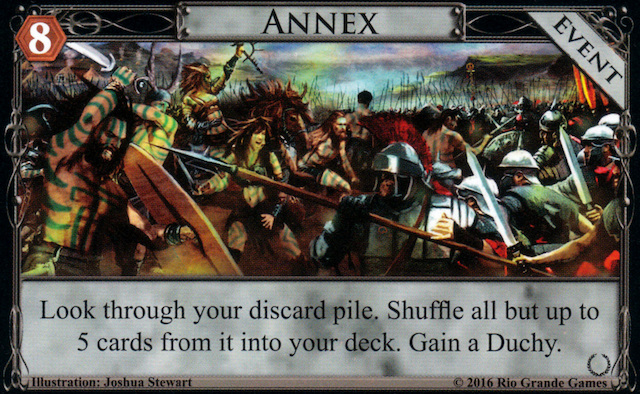 8
ANNEX
EVENT
Look through your discard pile. Shuffle all but up to
5 cards from it into your deck. Gain a Duchy.
Illustration: Joshua Stewart
© 2016 Rio Grande Games